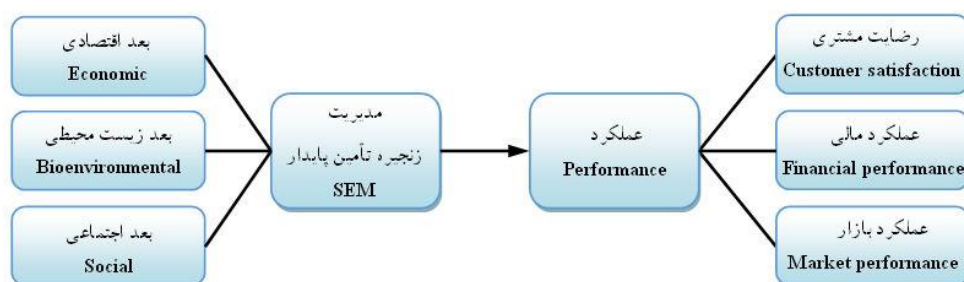 بعد اقتصادی
Economic
بعد زیست محیطی
Bioenvironmental
بعد اجتماعی
Social
مدیریت
زنجیره تأمین پایدار
SEM
عملکرد
Performance
رضایت مشتری
Customer satisfaction
عملکرد مالی
Financial performance
عملکرد بازار
Market performance